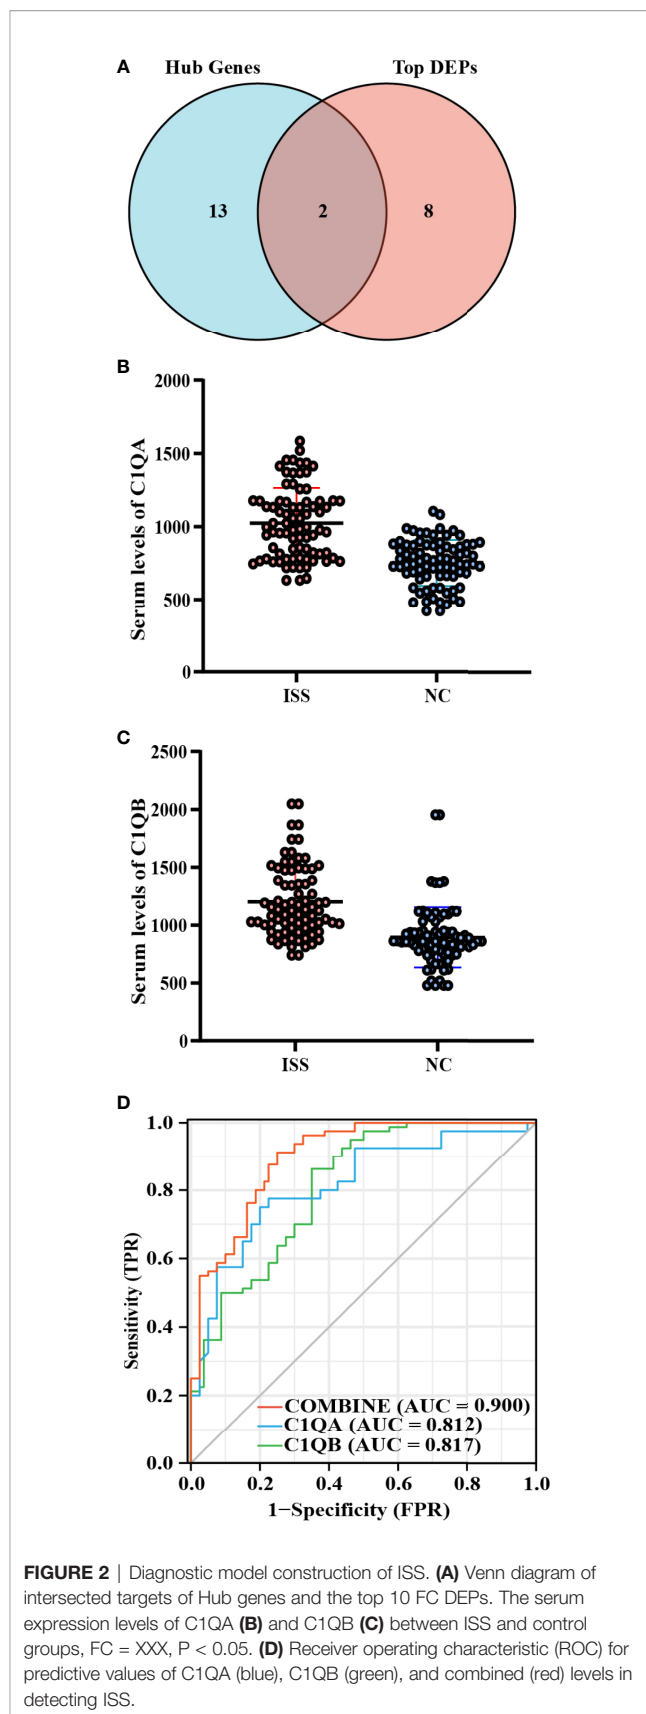 A
Hub Genes Top DEPs
13 2 8
B
2000
1500
1000
500
0
Serum levels of C1QA
ISS NC
C
2500
2000
1500
1000
500
0
Serum levels of C1QB
ISS NC
D
1.0
0.8
0.6
0.4
0.2
0.0
Sensitivity (TPR)
COMBINE (AUC = 0.900)
C1QA (AUC = 0.812)
C1QB (AUC = 0.817)
0.0 0.2 0.4 0.6 0.8 1.0
1−Specificity (FPR)
FIGURE 2 | Diagnostic model construction of ISS. (A) Venn diagram of
intersected targets of Hub genes and the top 10 FC DEPs. The serum
expression levels of C1QA (B) and C1QB (C) between ISS and control
groups, FC = XXX, P < 0.05. (D) Receiver operating characteristic (ROC) for
predictive values of C1QA (blue), C1QB (green), and combined (red) levels in
detecting ISS.